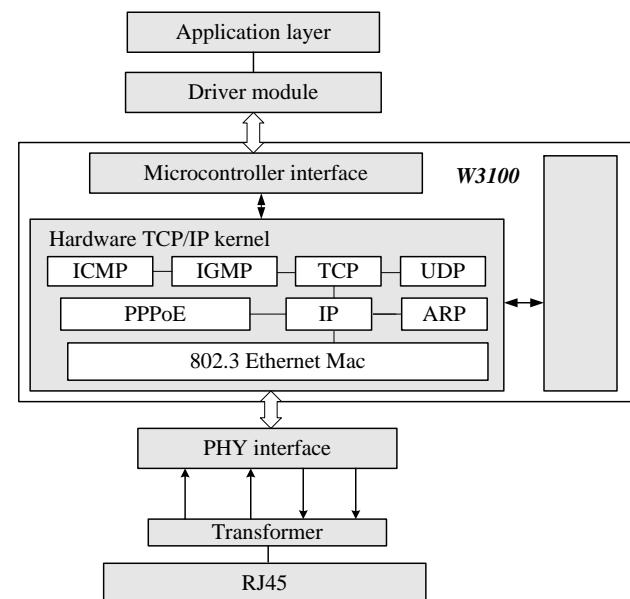 Application layer
Driver module
Microcontroller interface
W3100
Hardware TCP/IP kernel
ICMP IGMP TCP UDP
PPPoE IP ARP
802.3 Ethernet Mac
PHY interface
Transformer
RJ45